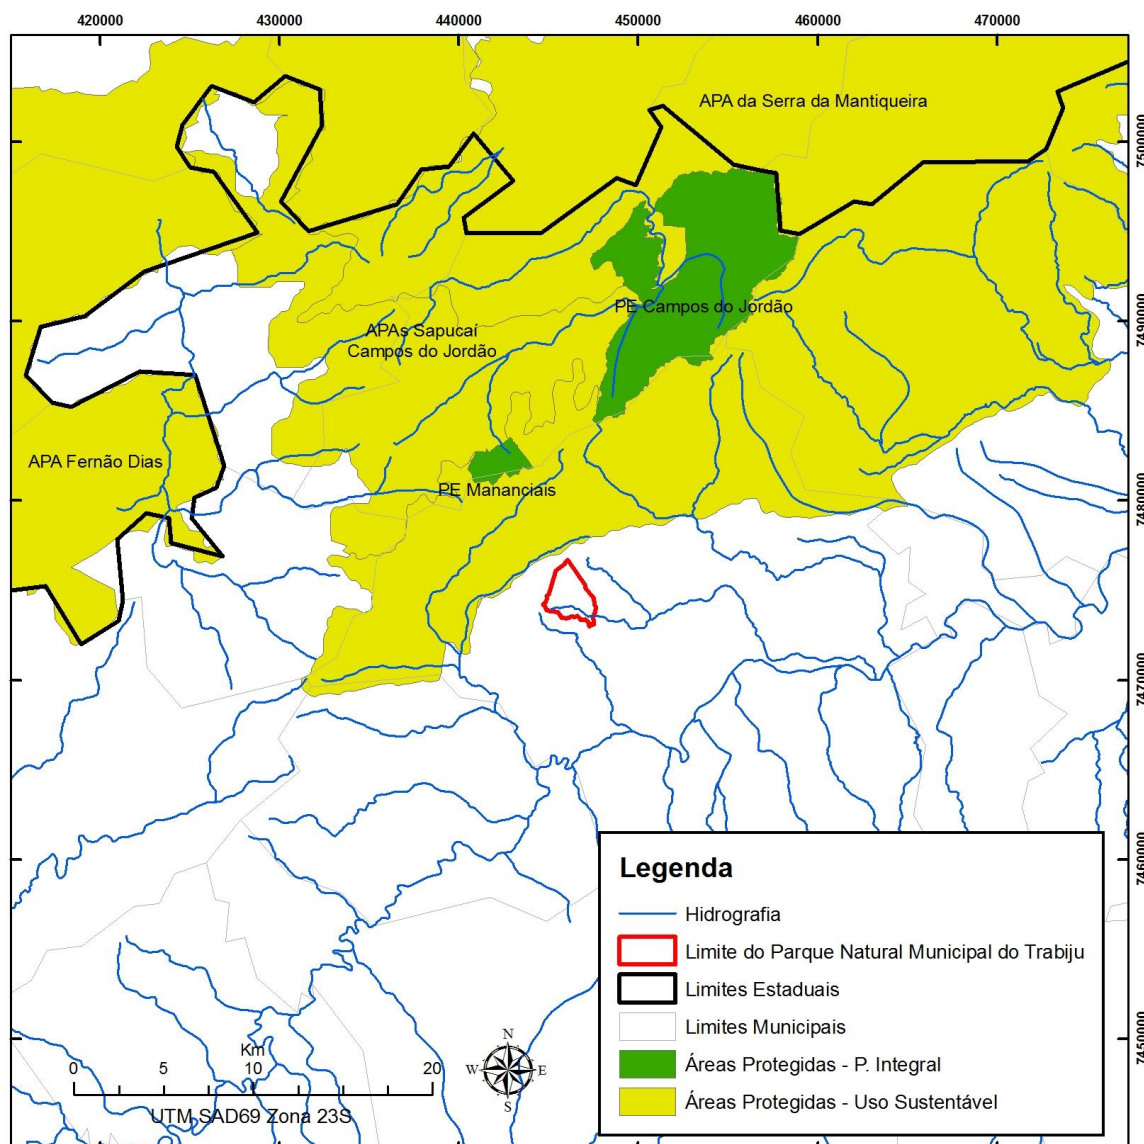 420000
430000
440000
450000
460000
470000
APA da Serra da Mantiqueira
7500000
PE Campos do Jordão
7490000
APAs Sapucaí
Campos do Jordão
APA Fernão Dias
7480000
PE Mananciais
7470000
7460000
7450000
Legenda
Hidrografia
Limite do Parque Natural Municipal do Trabiju
Limites Estaduais
Limites Municipais
Áreas Protegidas - P. Integral
Áreas Protegidas - Uso Sustentável
Km
0
5
10
20
UTM SAD69 Zona 23S
N
W
E
S